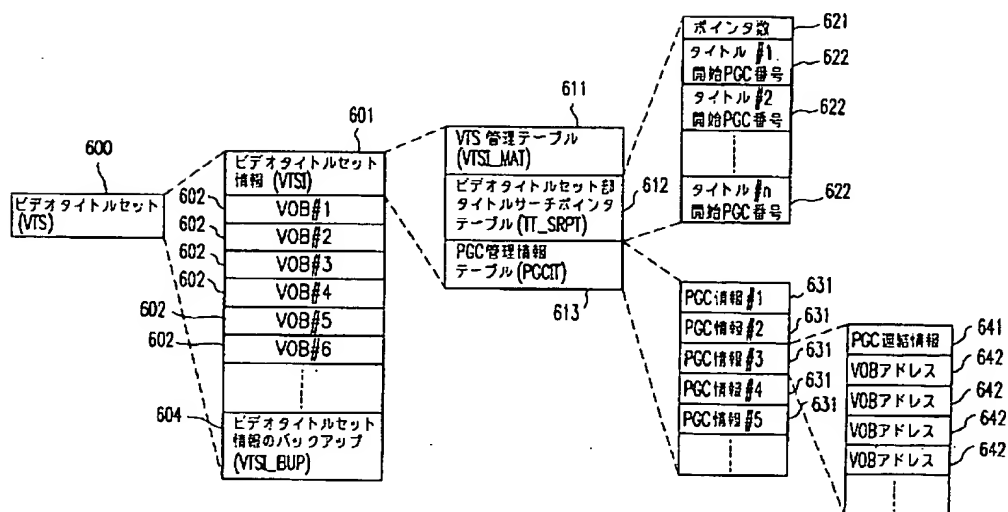 600
ビデオタイトルセット
(VTS)
601
ビデオタイトルセット
情報 (VTSI)
602
VOB#1
602
VOB#2
602
VOB#3
602
VOB#4
602
VOB#5
602
VOB#6
604
ビデオタイトルセット
情報のバックアップ
(VTSI_BUP)
611
VTS 管理テーブル
(VTSI_MAT)
ビデオタイトルセット部
タイトルサーチポインタ
テーブル (TT_SRPT)
612
PGC管理情報
テーブル (PGCIT)
613
ポインタ数
621
タイトル #1
開始PGC番号
622
タイトル #2
開始PGC番号
622
タイトル #n
開始PGC番号
622
PGC情報 #1
631
PGC情報 #2
631
PGC情報 #3
631
PGC情報 #4
631
PGC情報 #5
631
PGC連結情報
641
VOBアドレス
642
VOBアドレス
642
VOBアドレス
642
VOBアドレス
642